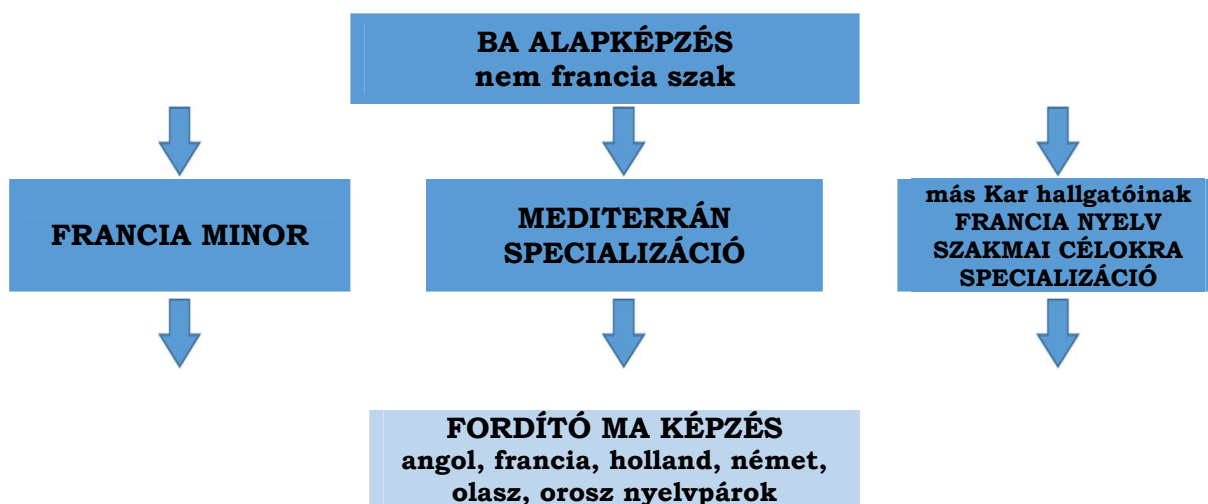 BA ALAPKÉPZÉS
nem francia szak
FRANCIA MINOR
MEDITERRÁN
SPECIALIZÁCIÓ
más Kar hallgatóinak
FRANCIA NYELV
SZAKMAI CÉLOKRA
SPECIALIZÁCIÓ
FORDÍTÓ MA KÉPZÉS
angol, francia, holland, német,
olasz, orosz nyelvpárok